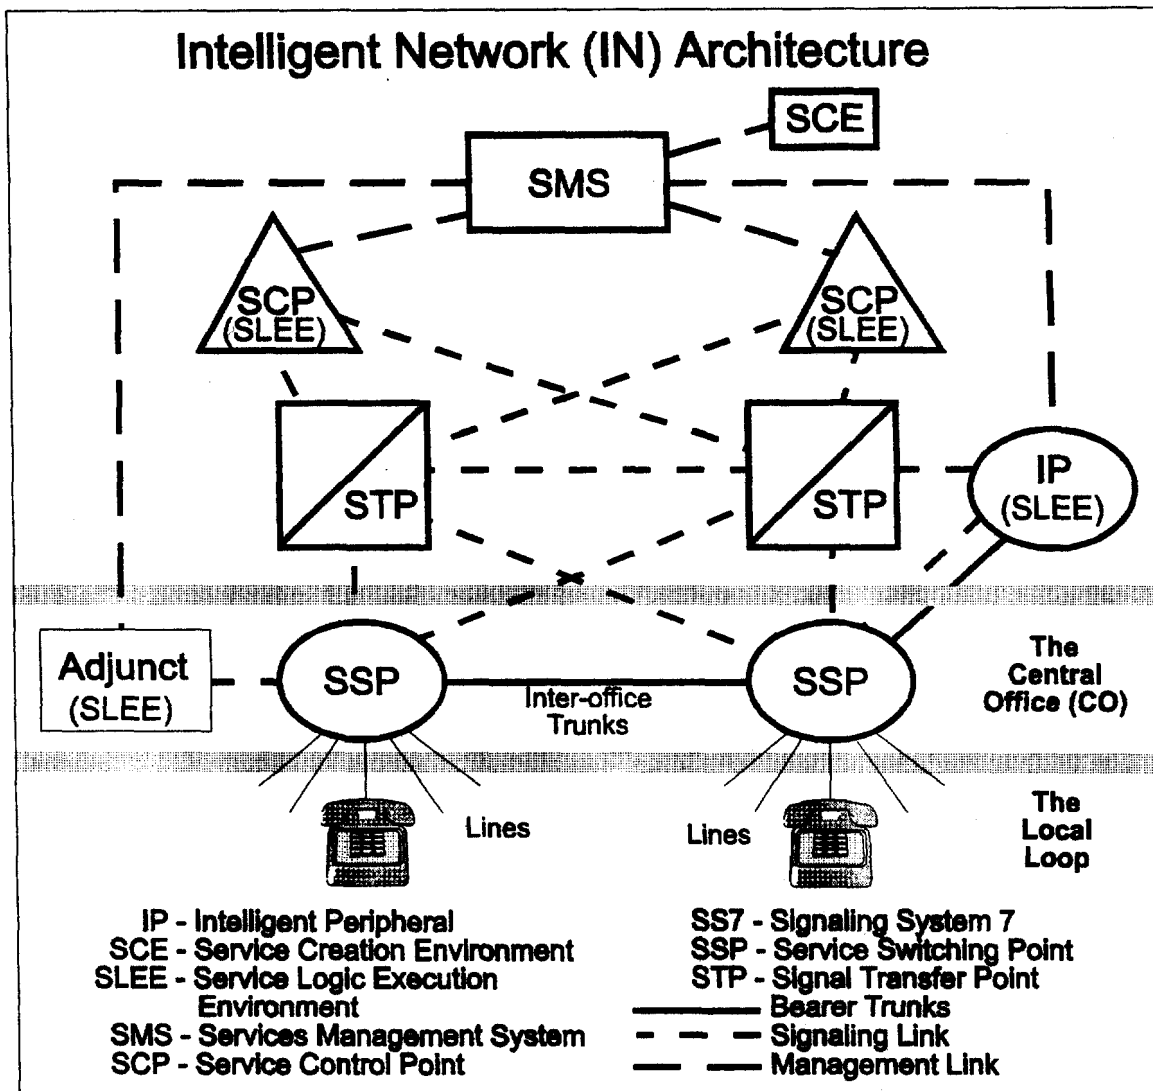 Intelligent Network (IN) Architecture
SCE
SMS
SCP
(SLEE)
SCP
(SLEE)
STP
STP
IP
(SLEE)
Adjunct
(SLEE)
SSP
SSP
Inter-office
Trunks
The
Central
Office (CO)
Lines
Lines
The
Local
Loop
IP - Intelligent Peripheral
SCE - Service Creation Environment
SLEE - Service Logic Execution
Environment
SMS - Services Management System
SCP - Service Control Point
SS7 - Signaling System 7
SSP - Service Switching Point
STP - Signal Transfer Point
Bearer Trunks
Signaling Link
Management Link